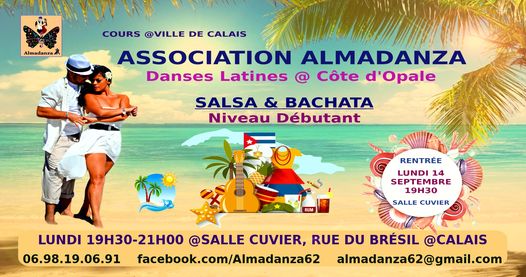 COURS @VILLE DE CALAIS
Almadanza
ASSOCIATION ALMADANZA
Danses Latines @ Côte d'Opale
SALSA & BACHATA
Niveau Débutant
RENTRÉE
LUNDI 14
SEPTEMBRE
19H30
SALLE CUVIER
RUM
LUNDI 19H30-21H00 @SALLE CUVIER, RUE DU BRÉSIL @CALAIS
06.98.19.06.91 facebook.com/Almadanza62 almadanza62@gmail.com